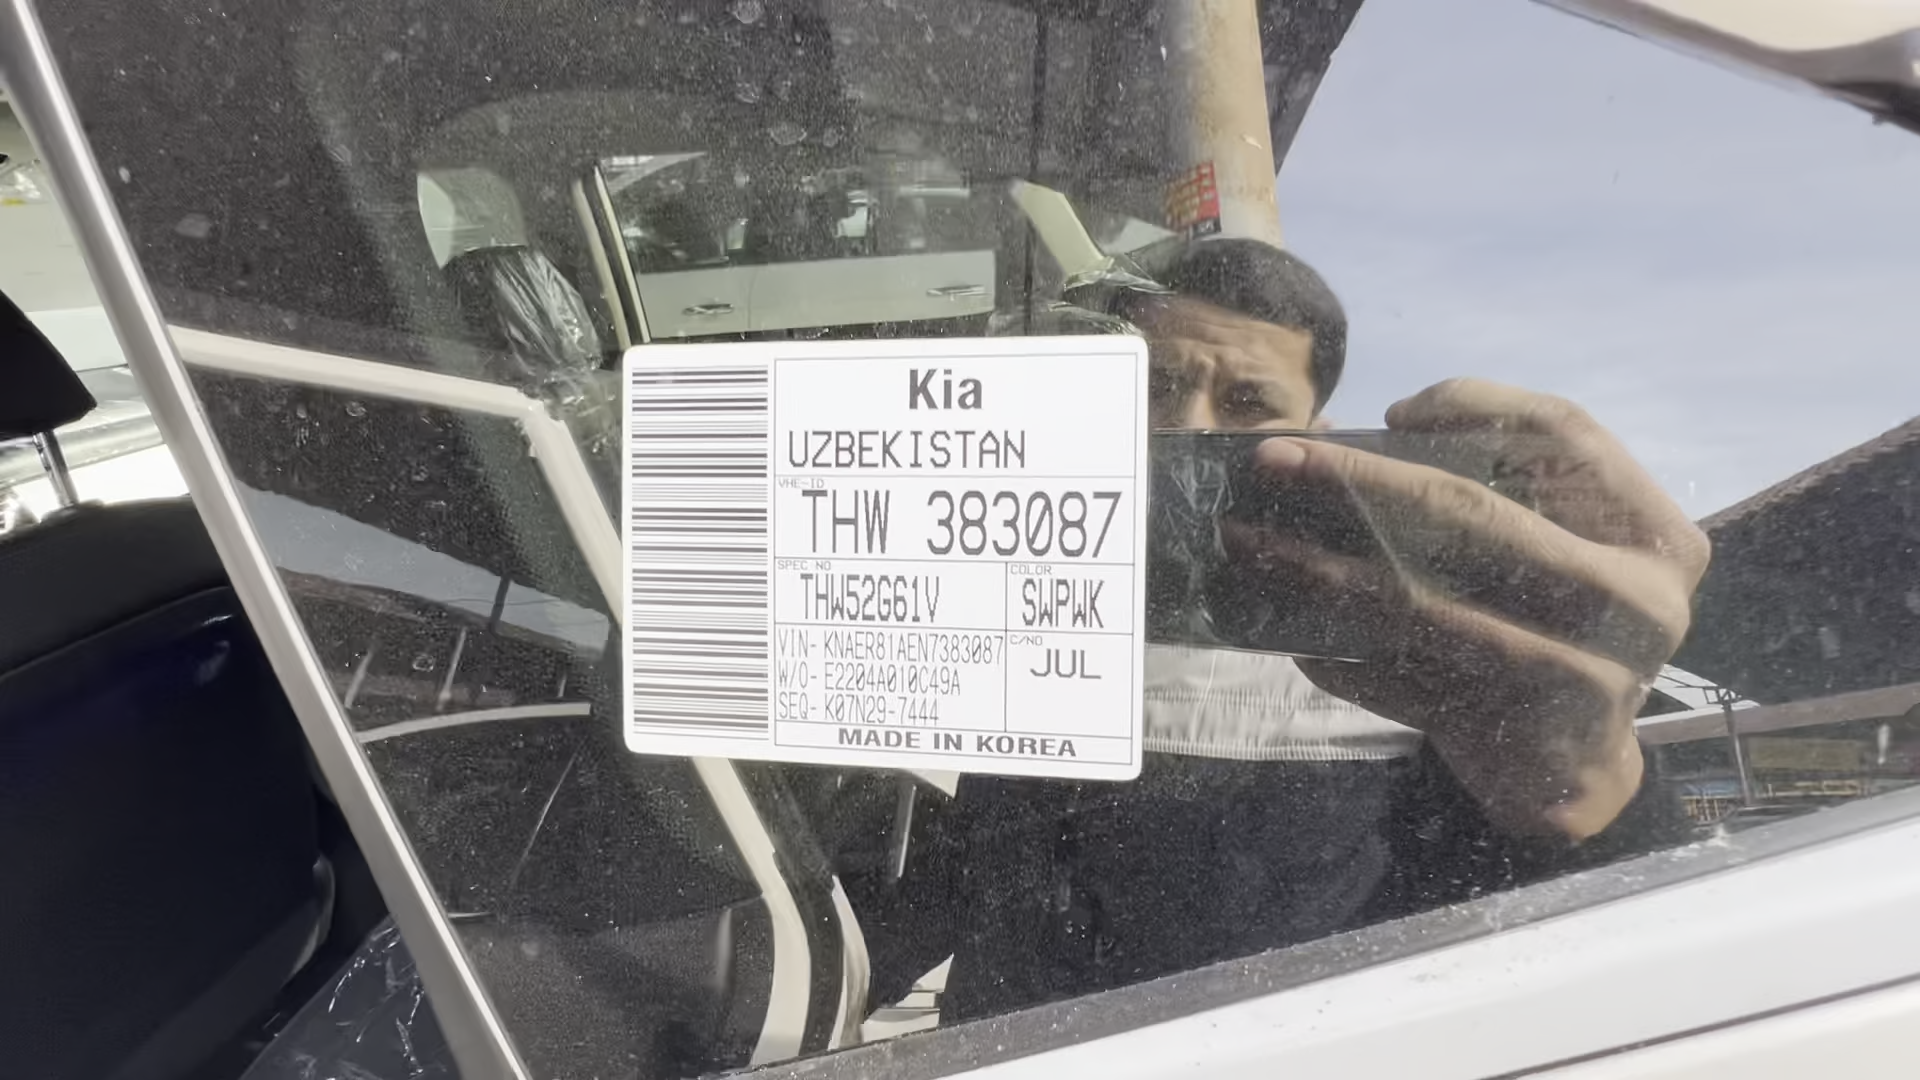 Kia
UZBEKISTAN
VHE-ID
THW 383087
SPEC NO
THW52G61V
COLOR
SWPWK
VIN- KNAER81AEN7383087
W/O- E2204A010C49A
SEQ- K07N29-7444
C/NO
JUL
MADE IN KOREA